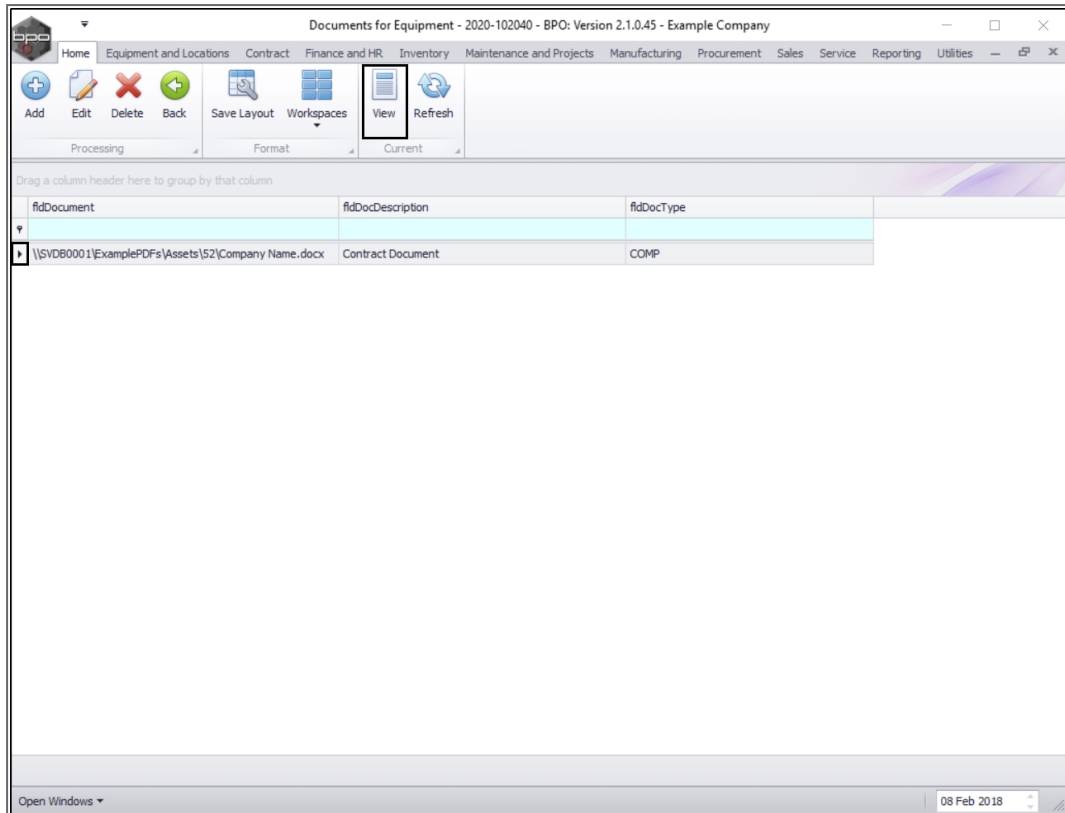 bpo
Documents for Equipment - 2020-102040 - BPO: Version 2.1.0.45 - Example Company
Home Equipment and Locations Contract Finance and HR Inventory Maintenance and Projects Manufacturing Procurement Sales Service Reporting Utilities
Add Edit Delete Back Save Layout Workspaces View Refresh
Processing Format Current
Drag a column header here to group by that column
fldDocument fldDocDescription fldDocType
\\SVDB0001\ExamplePDFs\Assets\52\Company Name.docx Contract Document COMP
Open Windows 08 Feb 2018